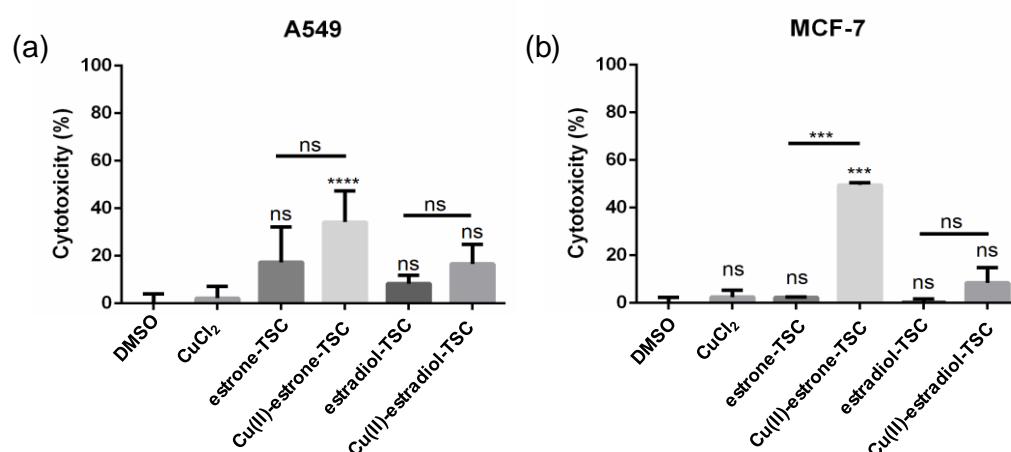 (a)
A549
Cytotoxicity (%)
100
80
60
40
20
0
ns
ns
****
ns
ns
ns
DMSO
CuCl₂
estrone-TSC
Cu(II)-estrone-TSC
estradiol-TSC
Cu(II)-estradiol-TSC
(b)
MCF-7
Cytotoxicity (%)
100
80
60
40
20
0
***
***
ns
ns
ns
ns
ns
DMSO
CuCl₂
estrone-TSC
Cu(II)-estrone-TSC
estradiol-TSC
Cu(II)-estradiol-TSC